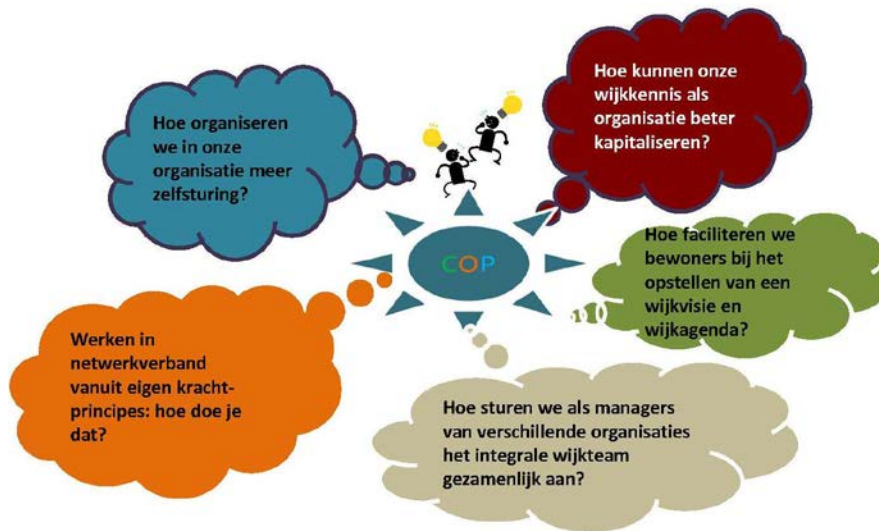 Hoe organiseren
we in onze
organisatie meer
zelfsturing?
Hoe kunnen onze
wijkkennis als
organisatie beter
kapitaliseren?
COP
Hoe faciliteren we
bewoners bij het
opstellen van een
wijkvisie en
wijkagenda?
Werken in
netwerkverband
vanuit eigen kracht-
principes: hoe doe je
dat?
Hoe sturen we als managers
van verschillende organisaties
het integrale wijkteam
gezamenlijk aan?